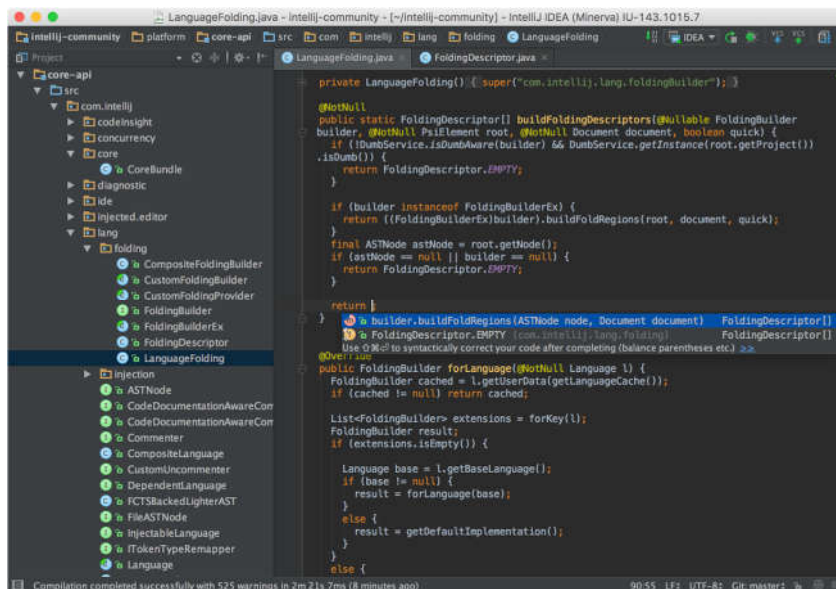 LanguageFolding.java - intellij-community - [~/intellij-community] - IntelliJ IDEA (Minerva) IU-143.1015.7
intellij-community platform core-api src com intellij lang folding LanguageFolding IDEA
Project LanguageFolding.java FoldingDescriptor.java
core-api
src
com.intellij
codeInsight
concurrency
core
CoreBundle
diagnostic
ide
injected.editor
lang
folding
CompositeFoldingBuilder
CustomFoldingBuilder
CustomFoldingProvider
FoldingBuilder
FoldingBuilderEx
FoldingDescriptor
LanguageFolding
injection
ASTNode
CodeDocumentationAwareCom
CodeDocumentationAwareCom
Commenter
CompositeLanguage
CustomUncommenter
DependentLanguage
FCTSBackedLighterAST
FileASTNode
InjectableLanguage
ITokenTypeRemapper
Language
private LanguageFolding() { super("com.intellij.lang.foldingBuilder"); }
@NotNull
public static FoldingDescriptor[] buildFoldingDescriptors(@Nullable FoldingBuilder
builder, @NotNull PsiElement root, @NotNull Document document, boolean quick) {
if (!DumbService.isDumbAware(builder) && DumbService.getInstance(root.getProject())
.isDumb()) {
return FoldingDescriptor.EMPTY;
}
if (builder instanceof FoldingBuilderEx) {
return ((FoldingBuilderEx)builder).buildFoldRegions(root, document, quick);
}
final ASTNode astNode = root.getNode();
if (astNode == null || builder == null) {
return FoldingDescriptor.EMPTY;
}
return
}
builder.buildFoldRegions(ASTNode node, Document document) FoldingDescriptor[]
FoldingDescriptor.EMPTY (com.intellij.lang.folding) FoldingDescriptor[]
Use ⇧⌘⏎ to syntactically correct your code after completing (balance parentheses etc.) >>
@Override
public FoldingBuilder forLanguage(@NotNull Language l) {
FoldingBuilder cached = l.getUserData(getLanguageCache());
if (cached != null) return cached;
List<FoldingBuilder> extensions = forKey(l);
FoldingBuilder result;
if (extensions.isEmpty()) {
Language base = l.getBaseLanguage();
if (base != null) {
result = forLanguage(base);
}
else {
result = getDefaultImplementation();
}
}
else {
Compilation completed successfully with 525 warnings in 2m 21s 7ms (8 minutes ago) 90:55 LF: UTF-8: Git: master: